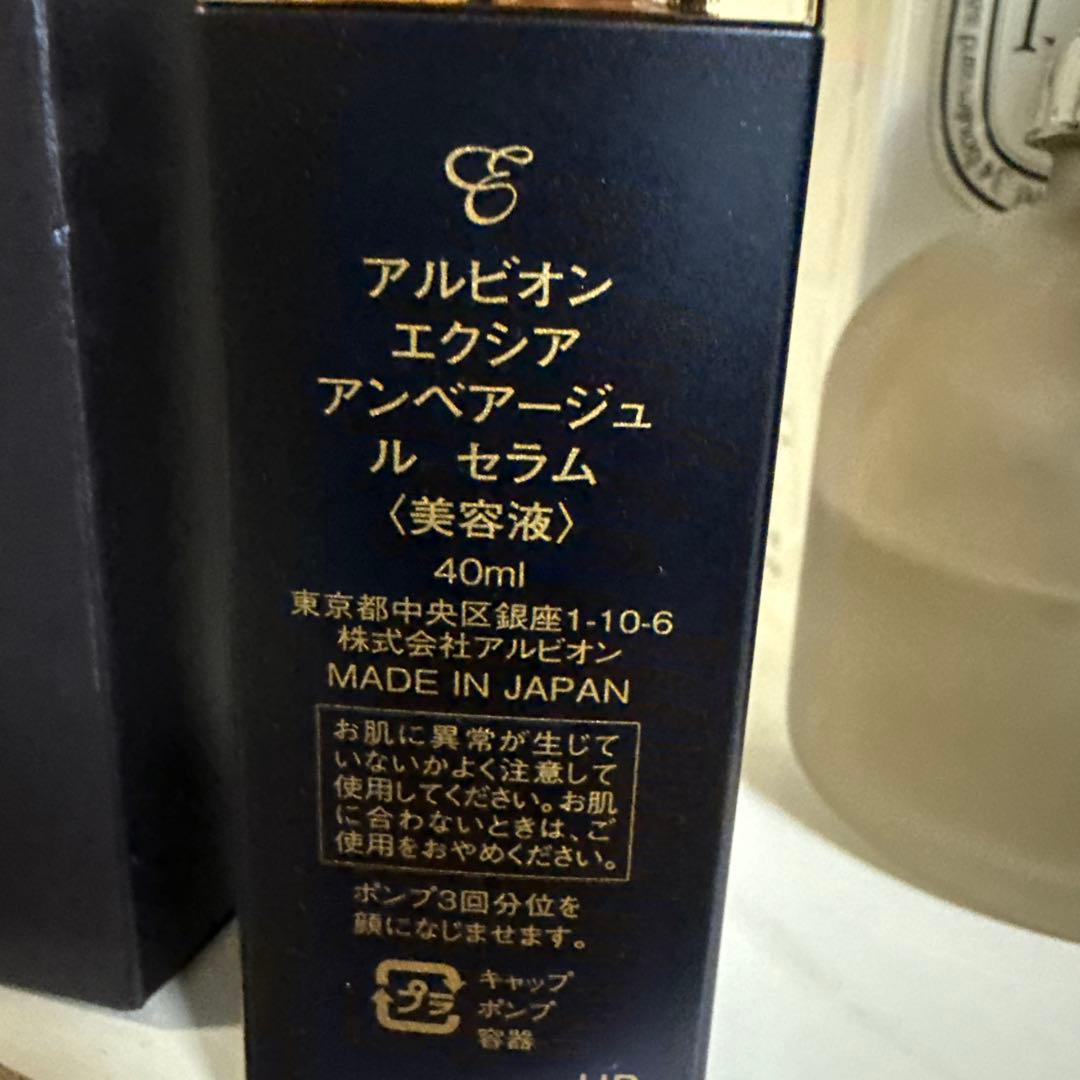 アルビオン
エクシア
アンベアージュ
ル セラム
〈美容液〉
40ml
東京都中央区銀座1-10-6
株式会社アルビオン
MADE IN JAPAN
お肌に異常が生じて
いないかよく注意して
使用してください。お肌
に合わないときは、ご
使用をおやめください。
ポンプ3回分位を
顔になじませます。
プラ
キャップ
ポンプ
容器